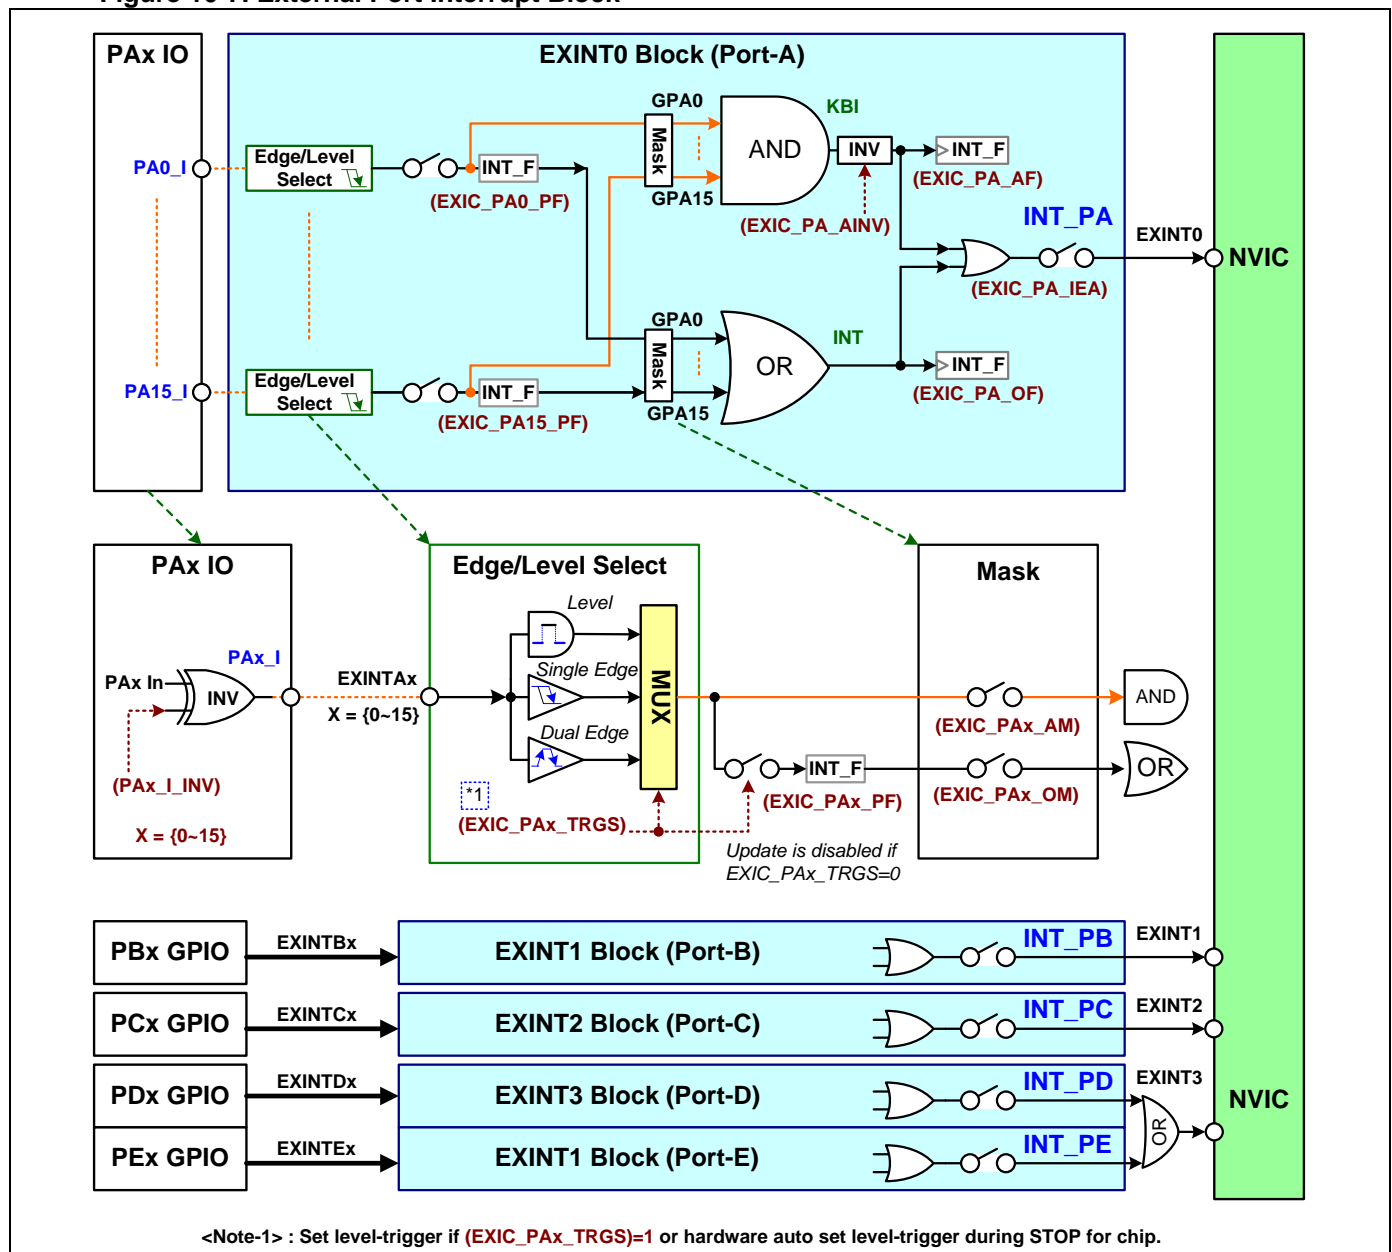 PAx IO
EXINT0 Block (Port-A)
NVIC
GPA0
KBI
PA0_I
Edge/Level
Select
INT_F
(EXIC_PA0_PF)
Mask
AND
INV
INT_F
(EXIC_PA_AF)
GPA15
(EXIC_PA_AINV)
INT_PA
EXINT0
(EXIC_PA_IEA)
GPA0
INT
PA15_I
Edge/Level
Select
INT_F
(EXIC_PA15_PF)
Mask
OR
INT_F
(EXIC_PA_OF)
GPA15
PAx IO
Edge/Level Select
Mask
Level
PAx_I
PAx In
INV
EXINTAx
X = {0~15}
Single Edge
MUX
Dual Edge
(EXIC_PAx_AM)
AND
(PAx_I_INV)
*1
(EXIC_PAx_TRGS)
INT_F
(EXIC_PAx_PF)
(EXIC_PAx_OM)
OR
X = {0~15}
Update is disabled if
EXIC_PAx_TRGS=0
PBx GPIO
EXINTBx
EXINT1 Block (Port-B)
INT_PB
EXINT1
PCx GPIO
EXINTCx
EXINT2 Block (Port-C)
INT_PC
EXINT2
PDx GPIO
EXINTDx
EXINT3 Block (Port-D)
INT_PD
EXINT3
OR
NVIC
PEx GPIO
EXINTEx
EXINT1 Block (Port-E)
INT_PE
<Note-1> : Set level-trigger if (EXIC_PAx_TRGS)=1 or hardware auto set level-trigger during STOP for chip.